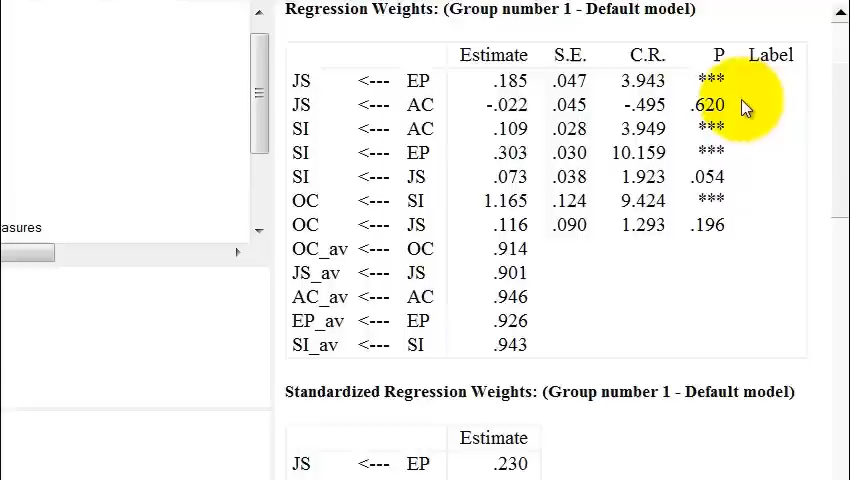 Regression Weights: (Group number 1 - Default model)
Estimate S.E. C.R. P Label
JS <--- EP .185 .047 3.943 ***
JS <--- AC -.022 .045 -.495 .620
SI <--- AC .109 .028 3.949 ***
SI <--- EP .303 .030 10.159 ***
SI <--- JS .073 .038 1.923 .054
OC <--- SI 1.165 .124 9.424 ***
asures
OC <--- JS .116 .090 1.293 .196
OC_av <--- OC .914
JS_av <--- JS .901
AC_av <--- AC .946
EP_av <--- EP .926
SI_av <--- SI .943
Standardized Regression Weights: (Group number 1 - Default model)
Estimate
JS <--- EP .230